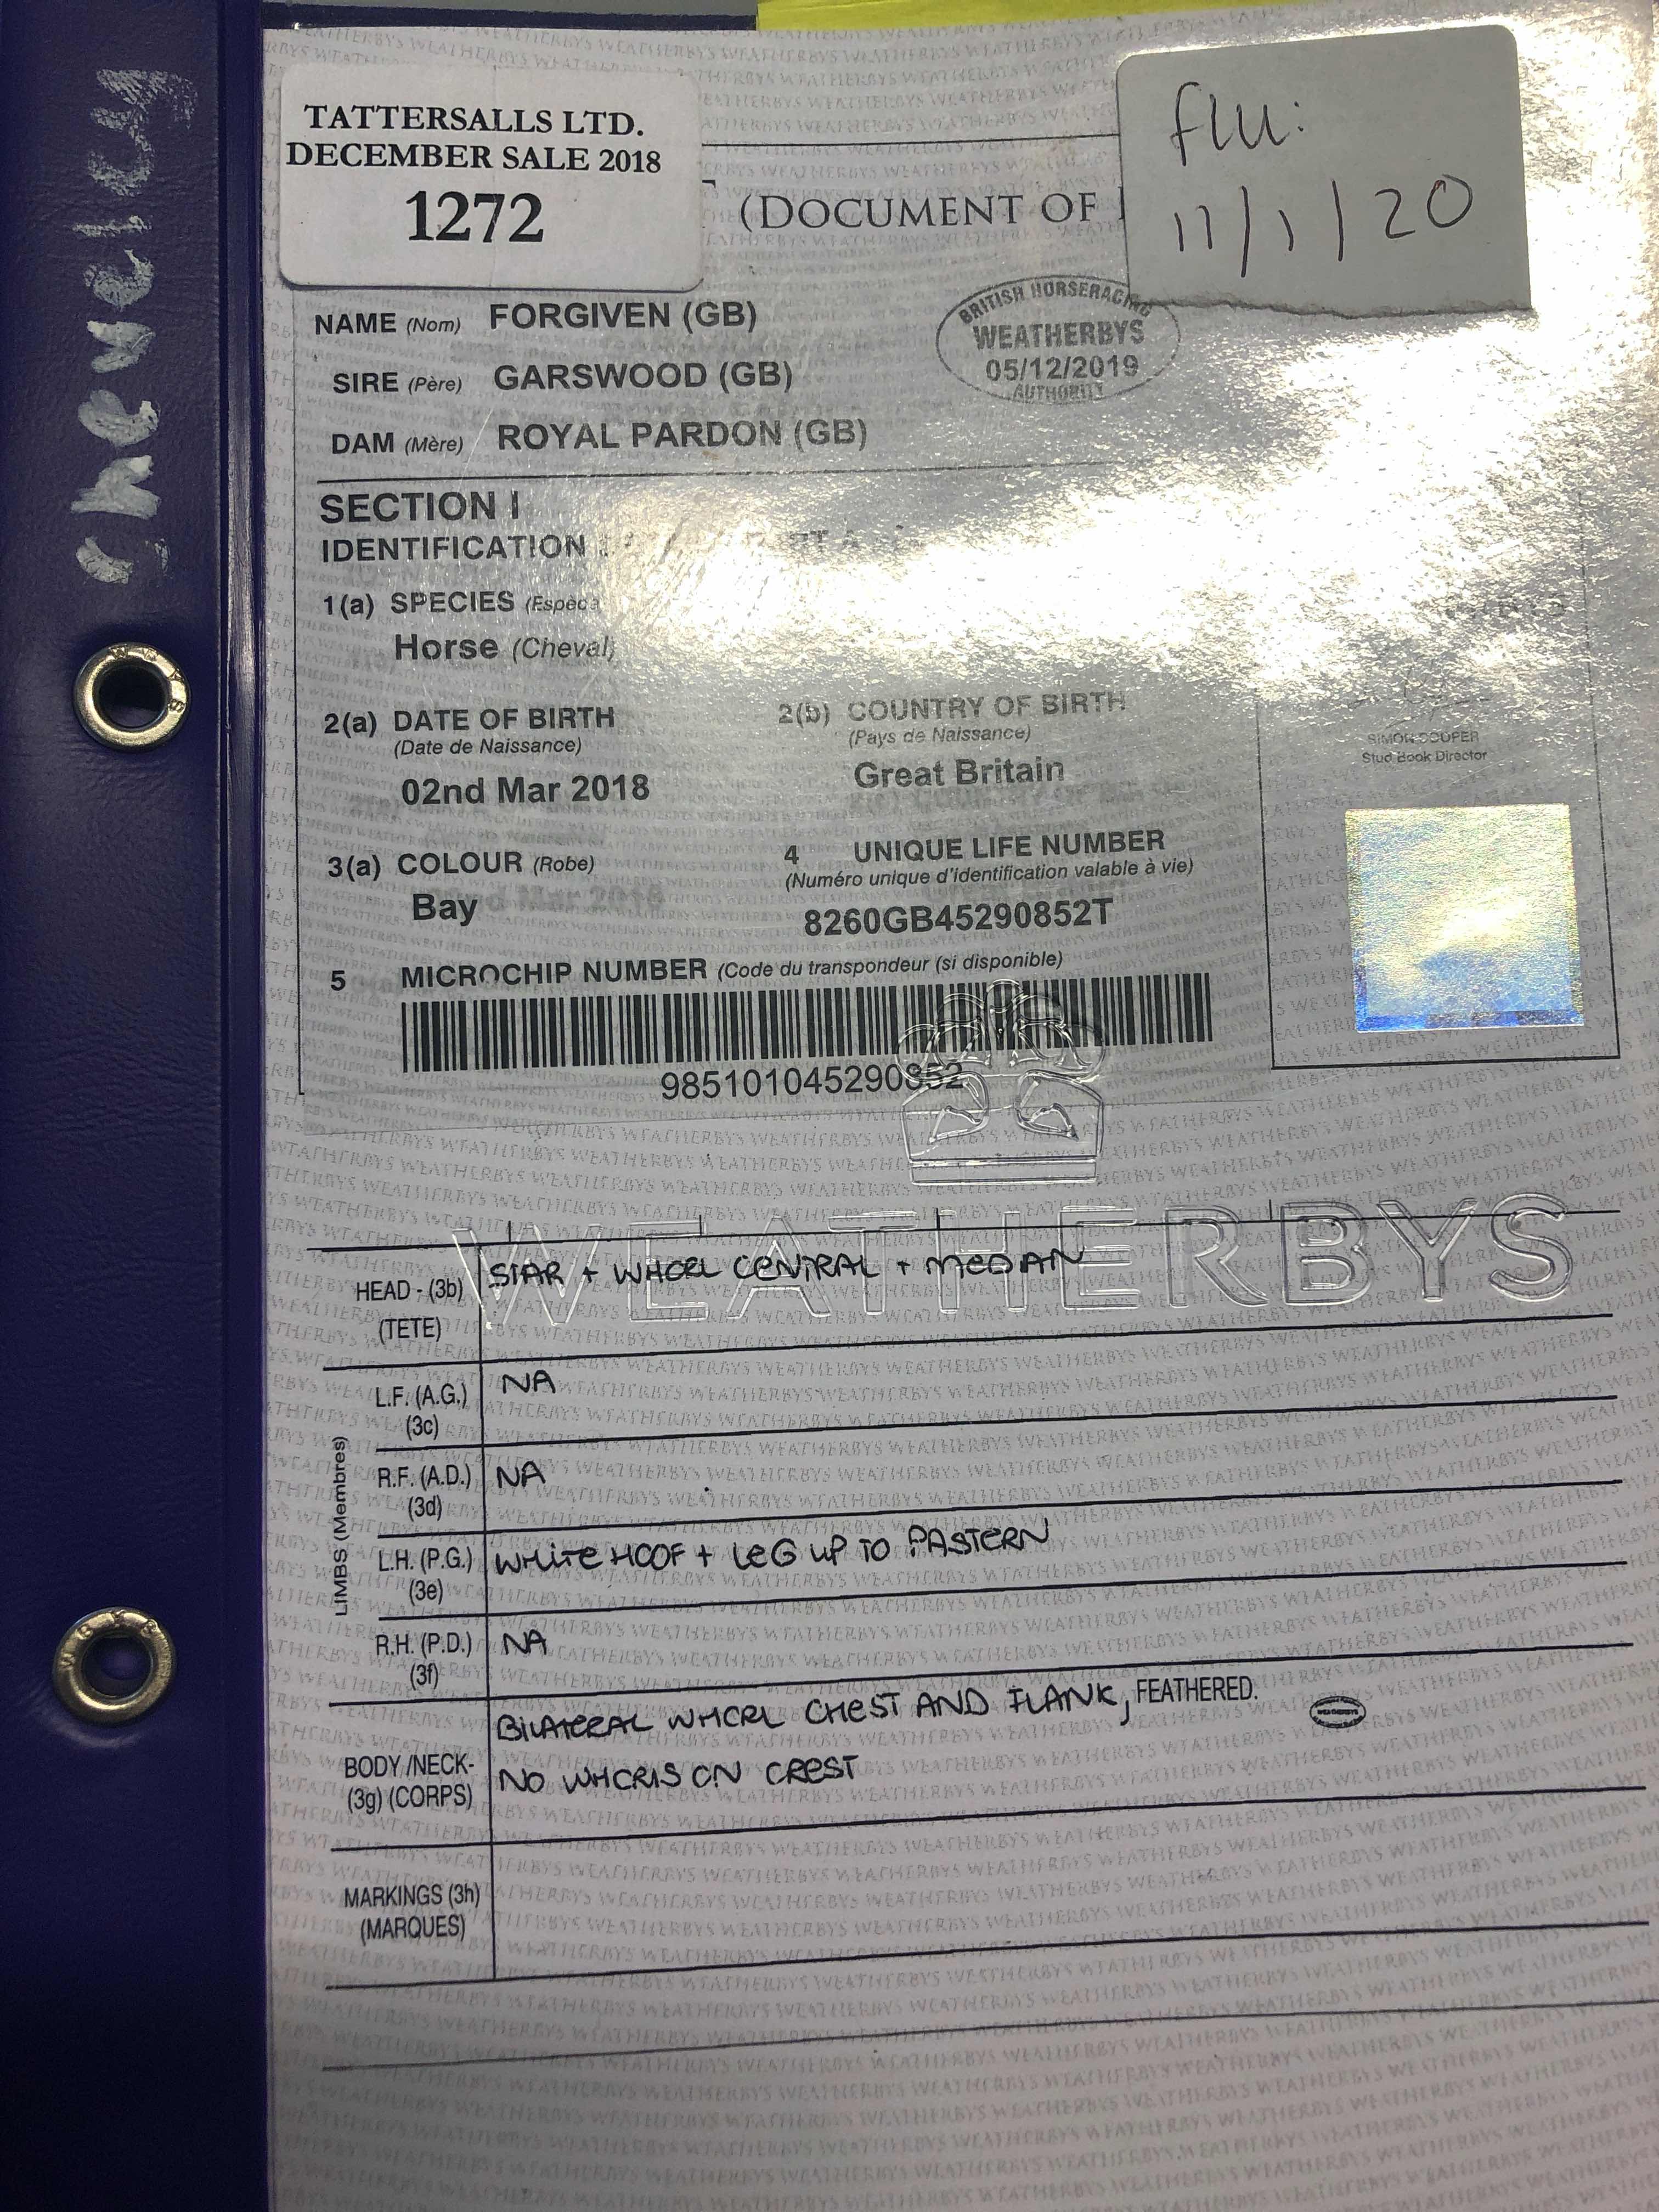 Cheveley
TATTERSALLS LTD.
DECEMBER SALE 2018
1272
flu:
11/1/20
(DOCUMENT OF
NAME (Nom) FORGIVEN (GB)
SIRE (Père) GARSWOOD (GB)
DAM (Mère) ROYAL PARDON (GB)
BRITISH HORSERACING
WEATHERBYS
05/12/2019
AUTHORITY
SECTION I
IDENTIFICATION
1(a) SPECIES
Horse (Cheval)
2(a) DATE OF BIRTH
(Date de Naissance)
02nd Mar 2018
2(b) COUNTRY OF BIRTH
(Pays de Naissance)
Great Britain
SIMON COUPER
Stud Book Director
3(a) COLOUR (Robe)
Bay
4 UNIQUE LIFE NUMBER
(Numéro unique d'identification valable à vie)
8260GB45290852T
5 MICROCHIP NUMBER (Code du transpondeur (si disponible)
985101045290852
WEATHERBYS
HEAD - (3b) STAR + WHORL CENTRAL + MEDIAN
(TETE)
LIMBS (Membres)
L.F. (A.G.) NA
(3c)
R.F. (A.D.) NA
(3d)
L.H. (P.G.) WHITE HOOF + LEG UP TO PASTERN
(3e)
R.H. (P.D.) NA
(3f)
BILATERAL WHORL CHEST AND FLANK, FEATHERED.
BODY /NECK- NO WHORLS ON CREST
(3g) (CORPS)
MARKINGS (3h)
(MARQUES)